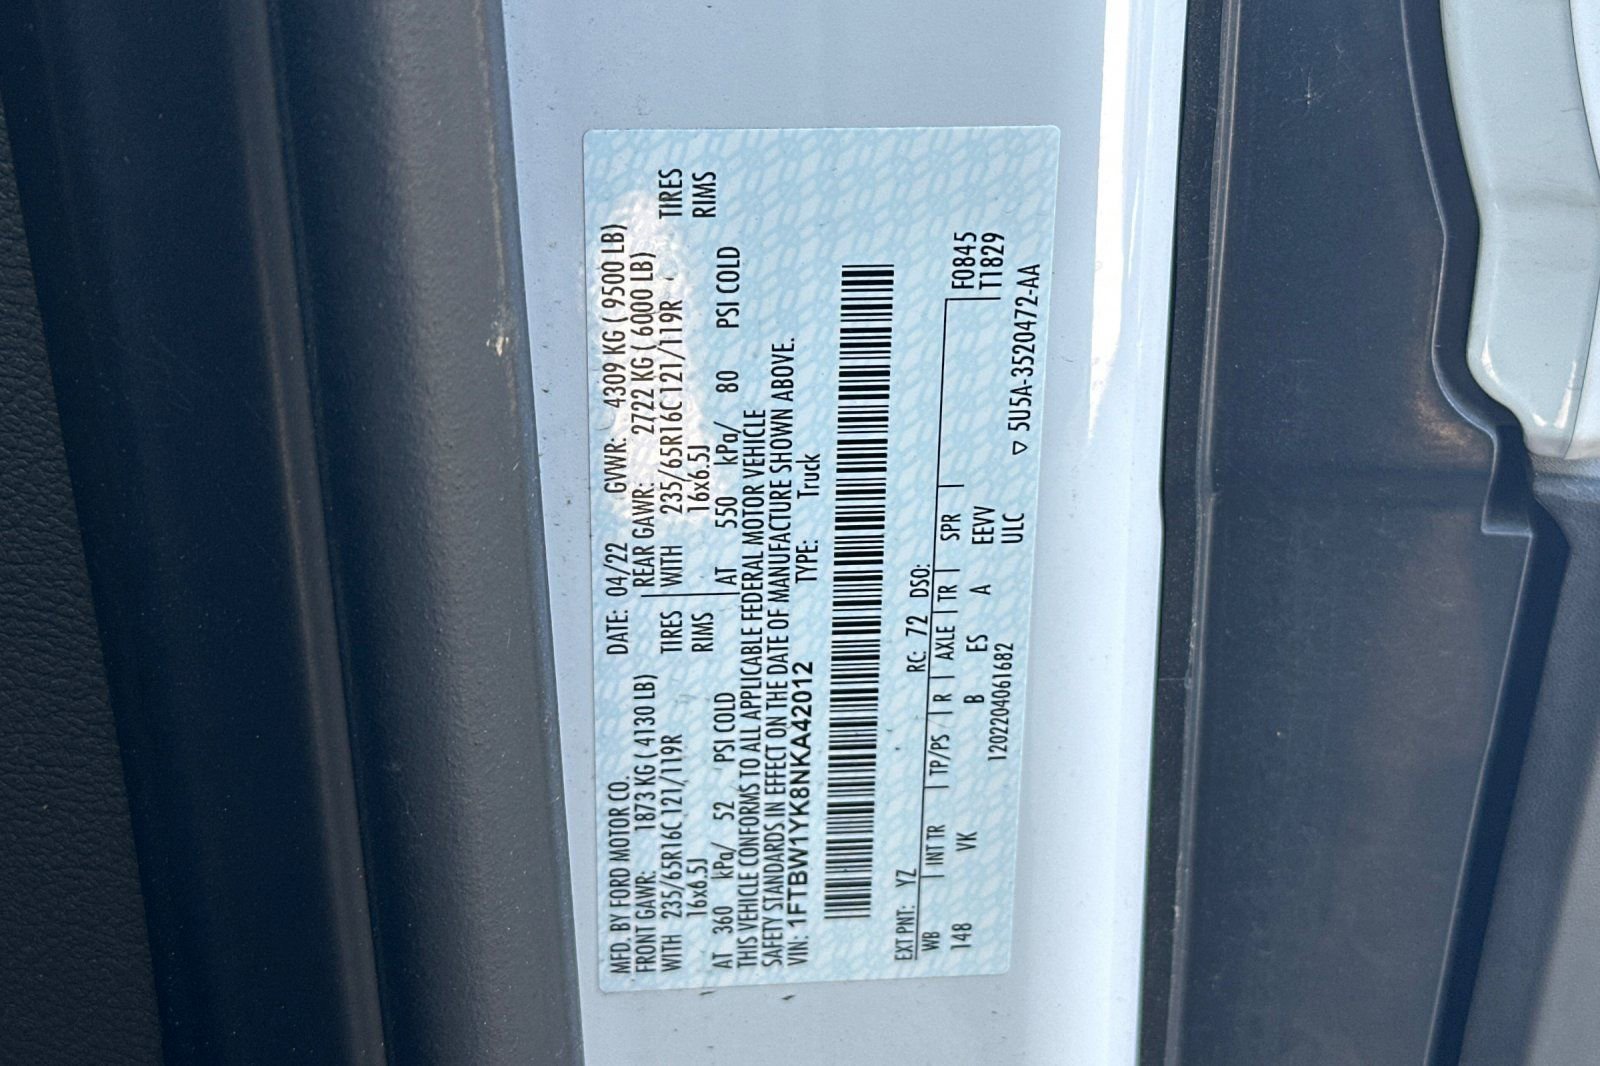 MFD. BY FORD MOTOR CO. DATE: 04/22 GVWR: 4309 KG ( 9500 LB)
FRONT GAWR: 1873 KG ( 4130 LB) REAR GAWR: 2722 KG ( 6000 LB)
WITH 235/65R16C 121/119R TIRES WITH 235/65R16C 121/119R TIRES
16x6.5J RIMS 16x6.5J RIMS
AT 360 kPa/ 52 PSI COLD AT 550 kPa/ 80 PSI COLD
THIS VEHICLE CONFORMS TO ALL APPLICABLE FEDERAL MOTOR VEHICLE
SAFETY STANDARDS IN EFFECT ON THE DATE OF MANUFACTURE SHOWN ABOVE.
VIN: 1FTBW1YK8NKA42012 TYPE: Truck
EXT PNT: YZ RC: 72 DSO:
WB INT TR TP/PS R AXLE TR SPR F0845
148 VK B ES A EEVV T1829
1202204061682 ULC ▽ 5U5A-3520472-AA